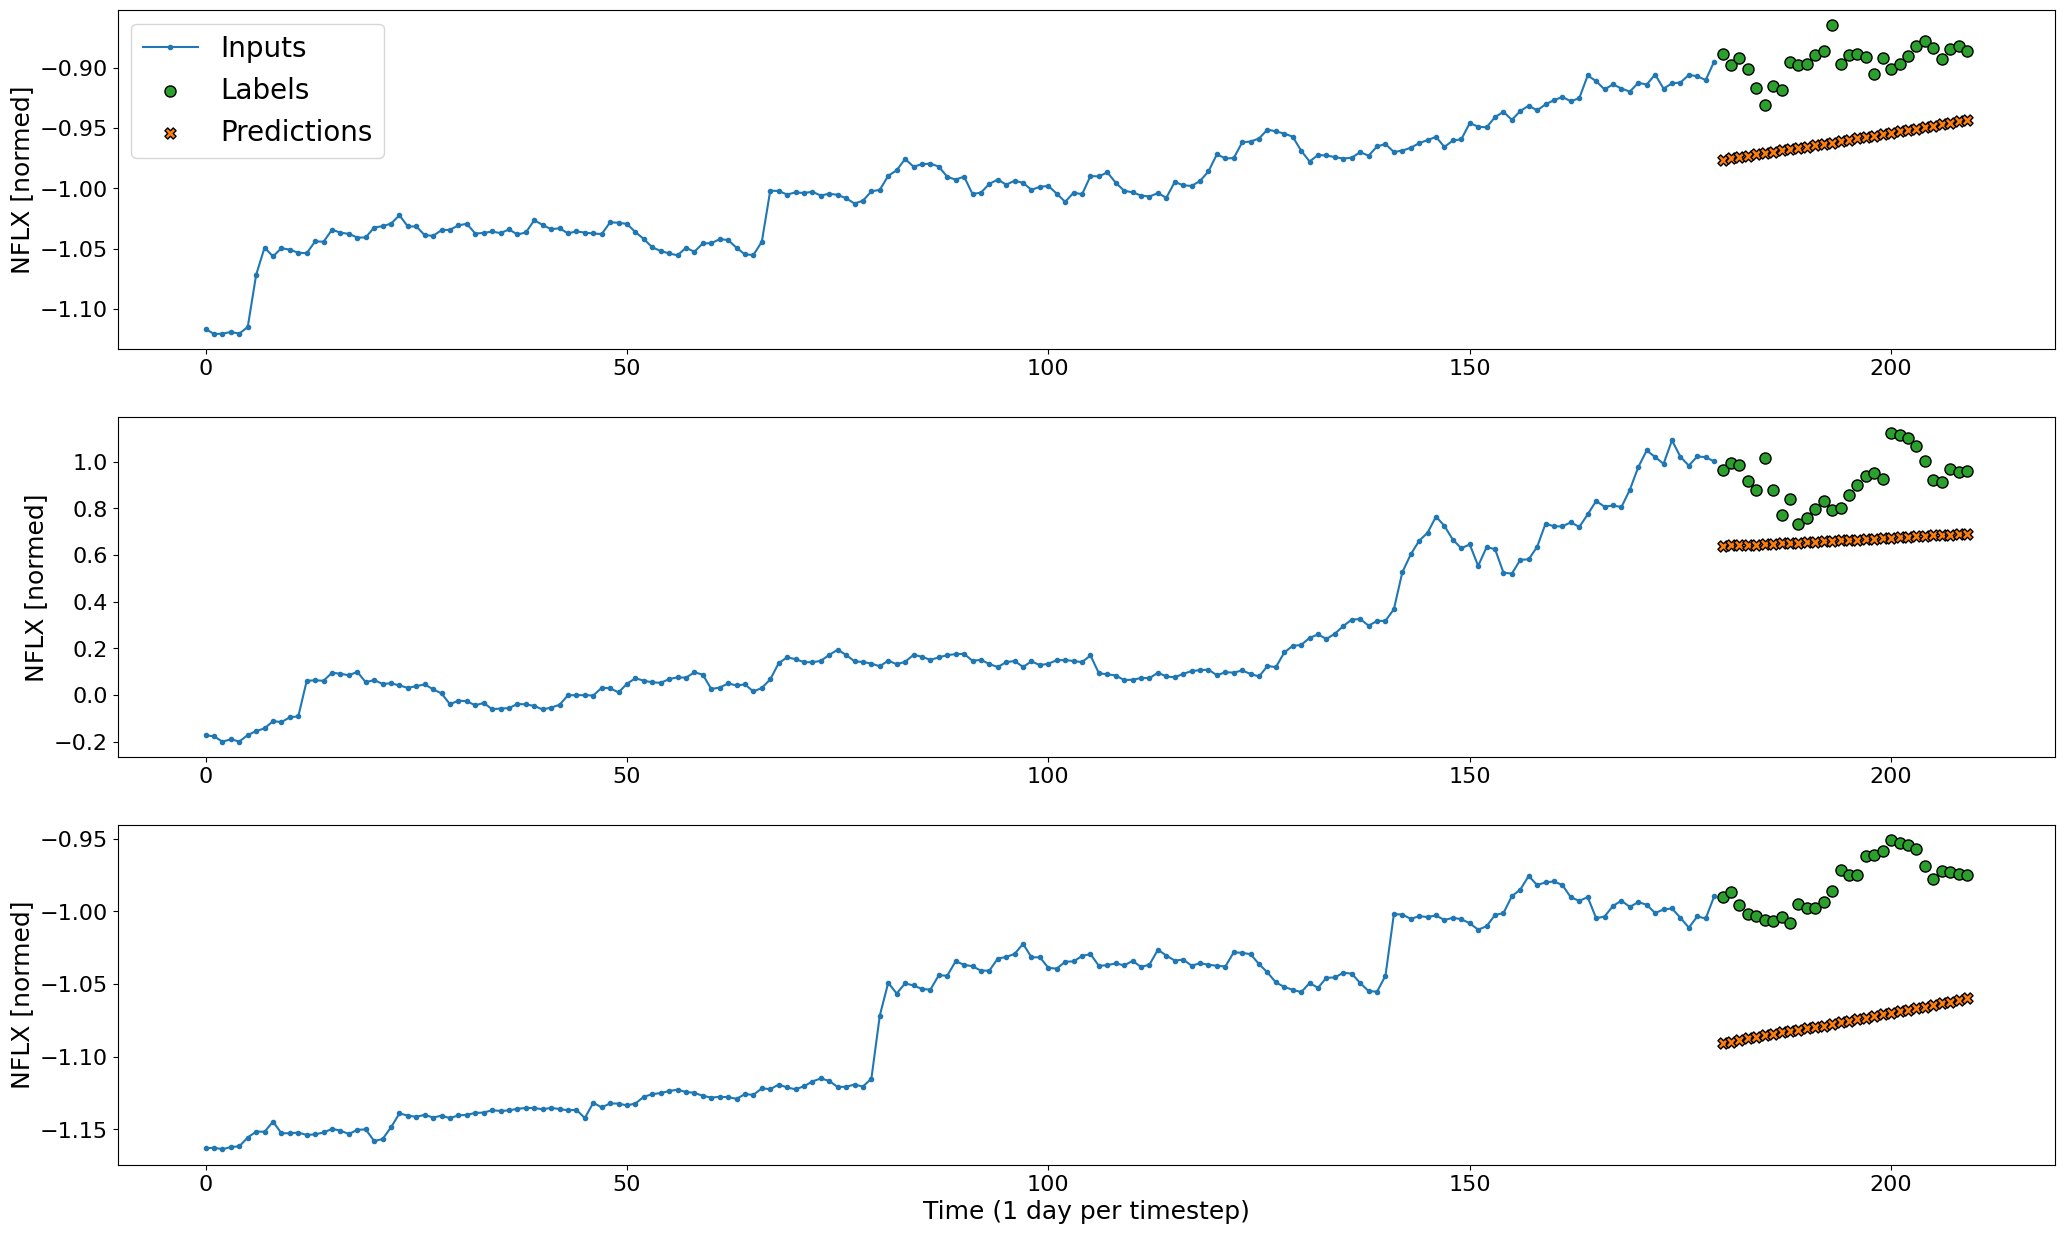 Inputs
Labels
Predictions
NFLX [normed]
−0.90
−0.95
−1.00
−1.05
−1.10
0 50 100 150 200
NFLX [normed]
1.0
0.8
0.6
0.4
0.2
0.0
−0.2
0 50 100 150 200
NFLX [normed]
−0.95
−1.00
−1.05
−1.10
−1.15
0 50 100 150 200
Time (1 day per timestep)